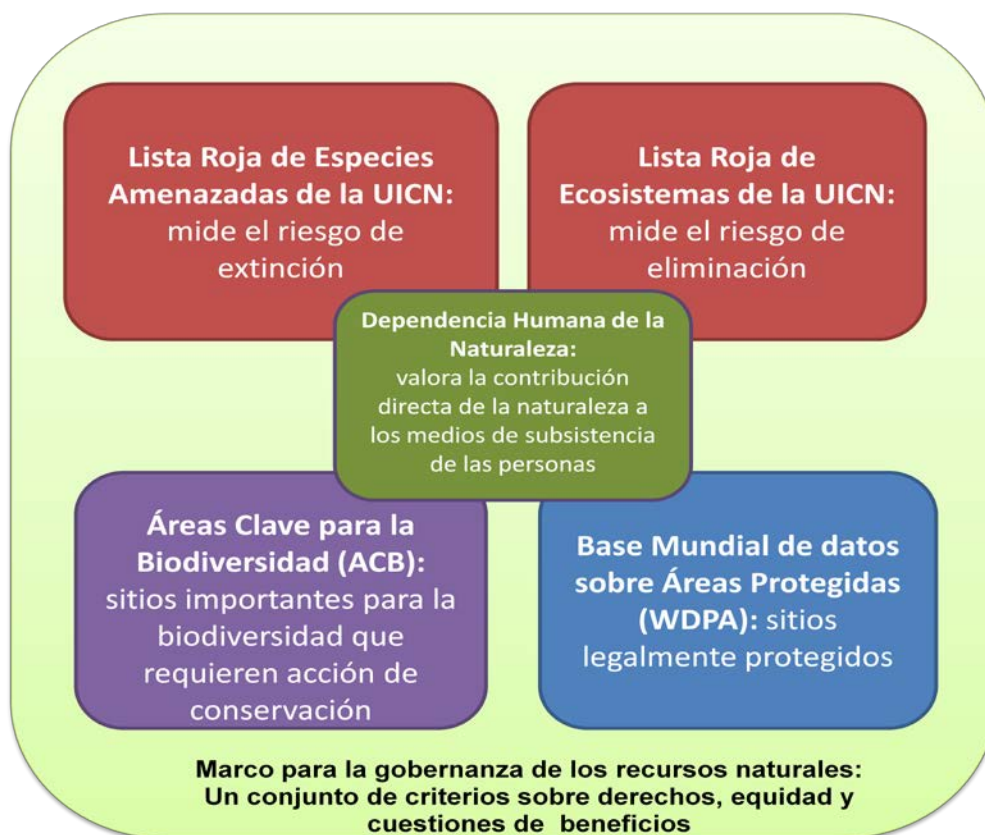 Lista Roja de Especies
Amenazadas de la UICN:
mide el riesgo de
extinción
Lista Roja de
Ecosistemas de la UICN:
mide el riesgo de
eliminación
Dependencia Humana de la
Naturaleza:
valora la contribución
directa de la naturaleza a
los medios de subsistencia
de las personas
Áreas Clave para la
Biodiversidad (ACB):
sitios importantes para la
biodiversidad que
requieren acción de
conservación
Base Mundial de datos
sobre Áreas Protegidas
(WDPA): sitios
legalmente protegidos
Marco para la gobernanza de los recursos naturales:
Un conjunto de criterios sobre derechos, equidad y
cuestiones de beneficios